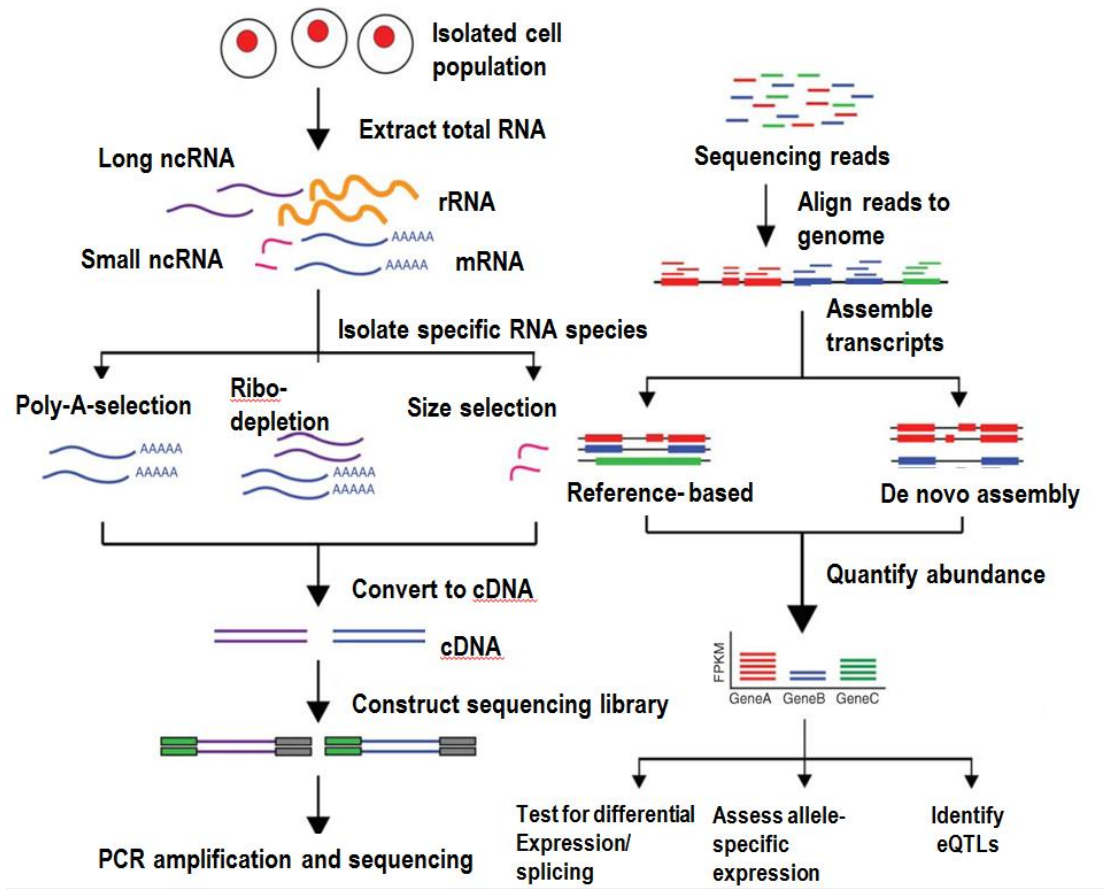 Isolated cell
population
Extract total RNA
Long ncRNA
rRNA
AAAAA
Small ncRNA
AAAAA
mRNA
Isolate specific RNA species
Poly-A-selection
Ribo-
depletion
Size selection
AAAAA
AAAAA
AAAAA
AAAAA
Convert to cDNA
cDNA
Construct sequencing library
PCR amplification and sequencing
Sequencing reads
Align reads to
genome
Assemble
transcripts
Reference-based
De novo assembly
Quantify abundance
FPKM
GeneA GeneB GeneC
Test for differential
Expression/
splicing
Assess allele-
specific
expression
Identify
eQTLs